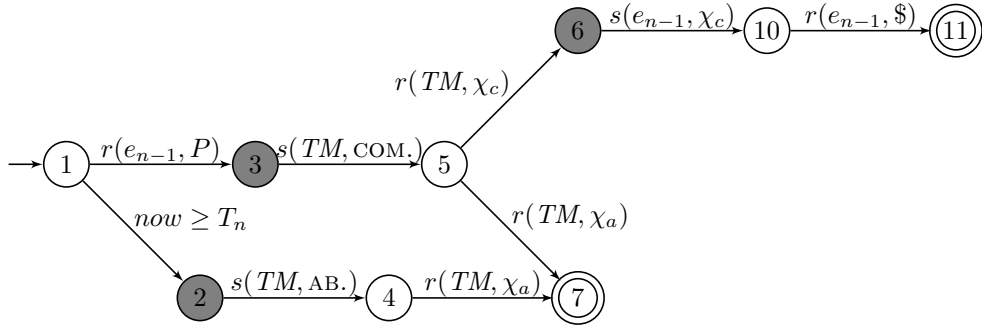 6 s(e_{n−1}, χ_c) 10 r(e_{n−1}, $) 11
r(TM, χ_c)
1 r(e_{n−1}, P) 3 s(TM, COM.) 5
now ≥ T_n r(TM, χ_a)
2 s(TM, AB.) 4 r(TM, χ_a) 7